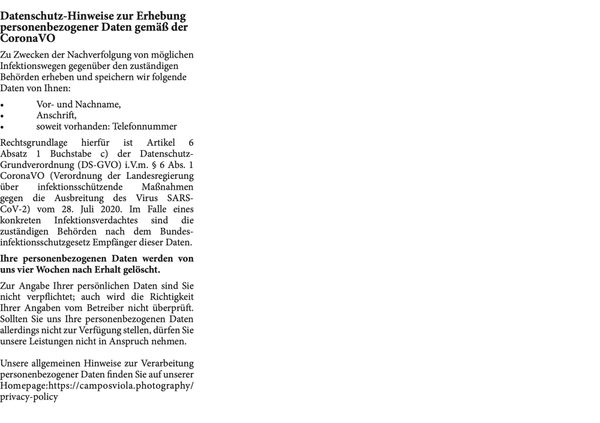 Datenschutz-Hinweise zur Erhebung
personenbezogener Daten gemäß der
CoronaVO
Zu Zwecken der Nachverfolgung von möglichen
Infektionswegen gegenüber den zuständigen
Behörden erheben und speichern wir folgende
Daten von Ihnen:
• Vor- und Nachname,
• Anschrift,
• soweit vorhanden: Telefonnummer
Rechtsgrundlage hierfür ist Artikel 6
Absatz 1 Buchstabe c) der Datenschutz-
Grundverordnung (DS-GVO) i.V.m. § 6 Abs. 1
CoronaVO (Verordnung der Landesregierung
über infektionsschützende Maßnahmen
gegen die Ausbreitung des Virus SARS-
CoV-2) vom 28. Juli 2020. Im Falle eines
konkreten Infektionsverdachtes sind die
zuständigen Behörden nach dem Bundes-
infektionsschutzgesetz Empfänger dieser Daten.
Ihre personenbezogenen Daten werden von
uns vier Wochen nach Erhalt gelöscht.
Zur Angabe Ihrer persönlichen Daten sind Sie
nicht verpflichtet; auch wird die Richtigkeit
Ihrer Angaben vom Betreiber nicht überprüft.
Sollten Sie uns Ihre personenbezogenen Daten
allerdings nicht zur Verfügung stellen, dürfen Sie
unsere Leistungen nicht in Anspruch nehmen.
Unsere allgemeinen Hinweise zur Verarbeitung
personenbezogener Daten finden Sie auf unserer
Homepage:https://camposviola.photography/
privacy-policy